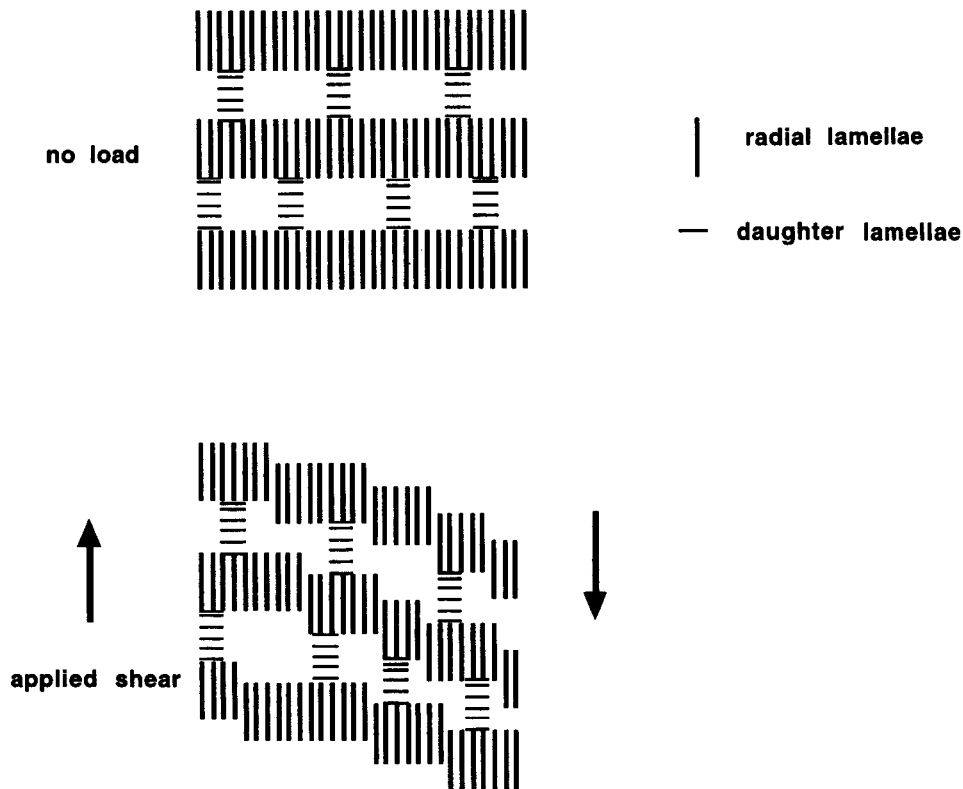 no load
radial lamellae
daughter lamellae
applied shear